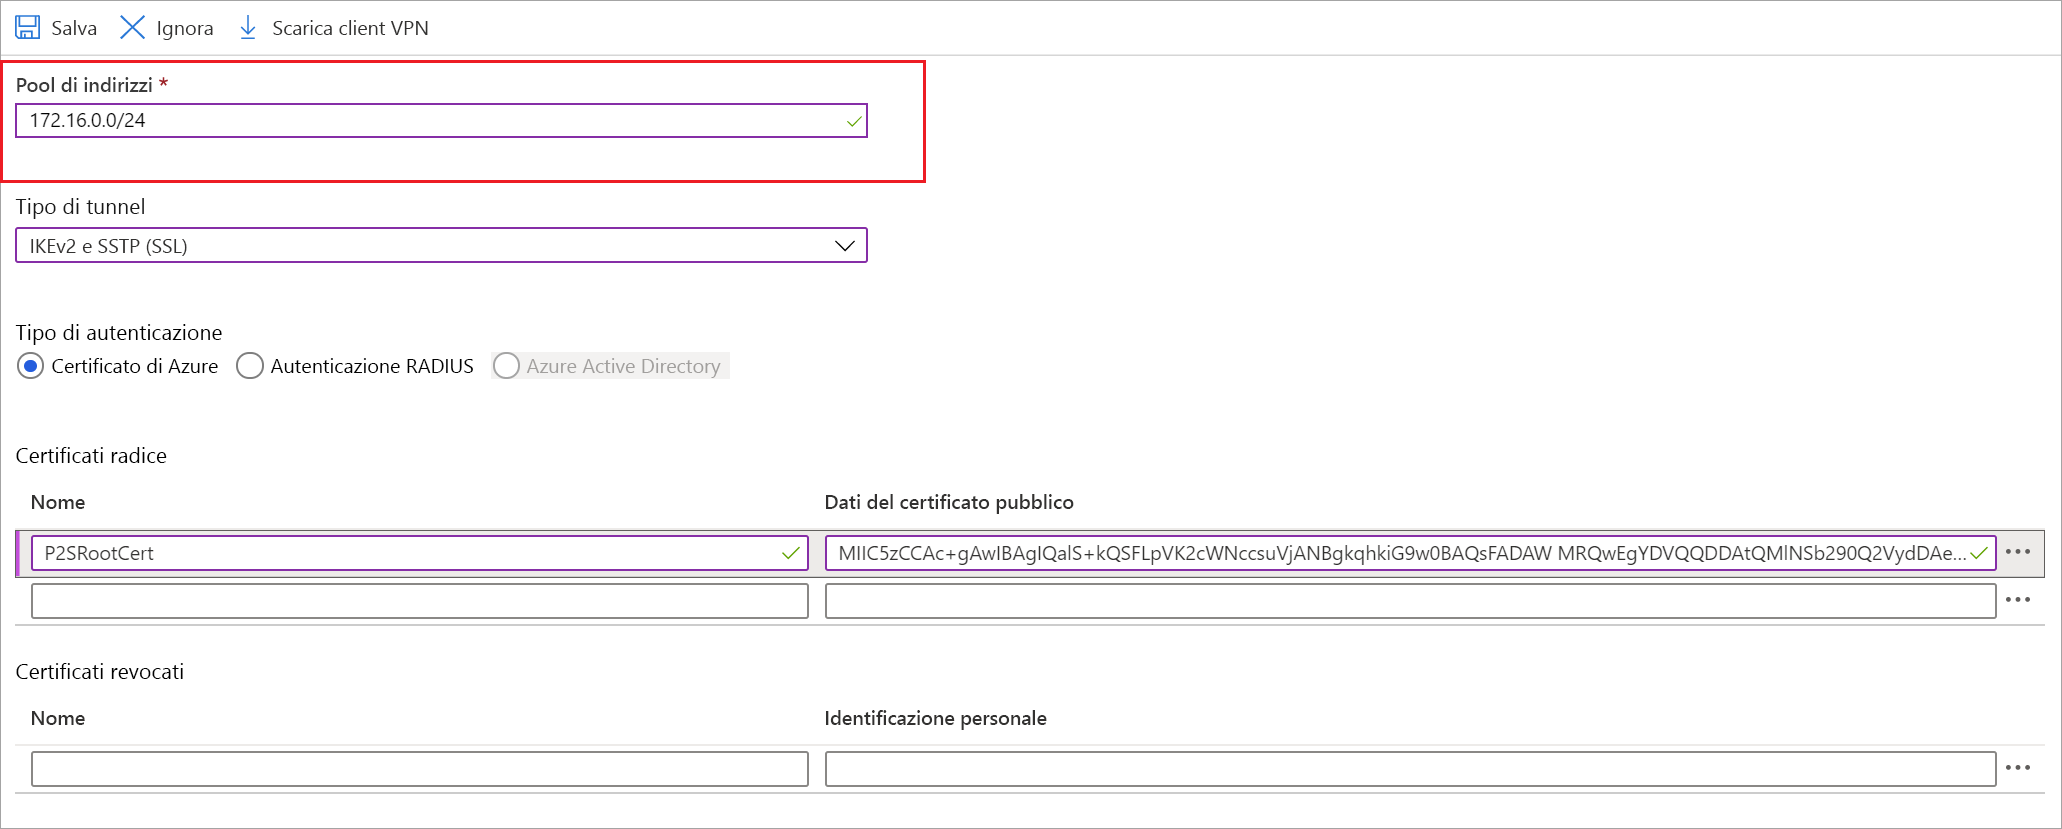 Salva Ignora Scarica client VPN
Pool di indirizzi *
172.16.0.0/24
Tipo di tunnel
IKEv2 e SSTP (SSL)
Tipo di autenticazione
Certificato di Azure Autenticazione RADIUS Azure Active Directory
Certificati radice
Nome Dati del certificato pubblico
P2SRootCert MIIC5zCCAc+gAwIBAgIQalS+kQSFLpVK2cWNccsuVjANBgkqhkiG9w0BAQsFADAW MRQwEgYDVQQDDAtQMlNSb290Q2VydDAe...
Certificati revocati
Nome Identificazione personale